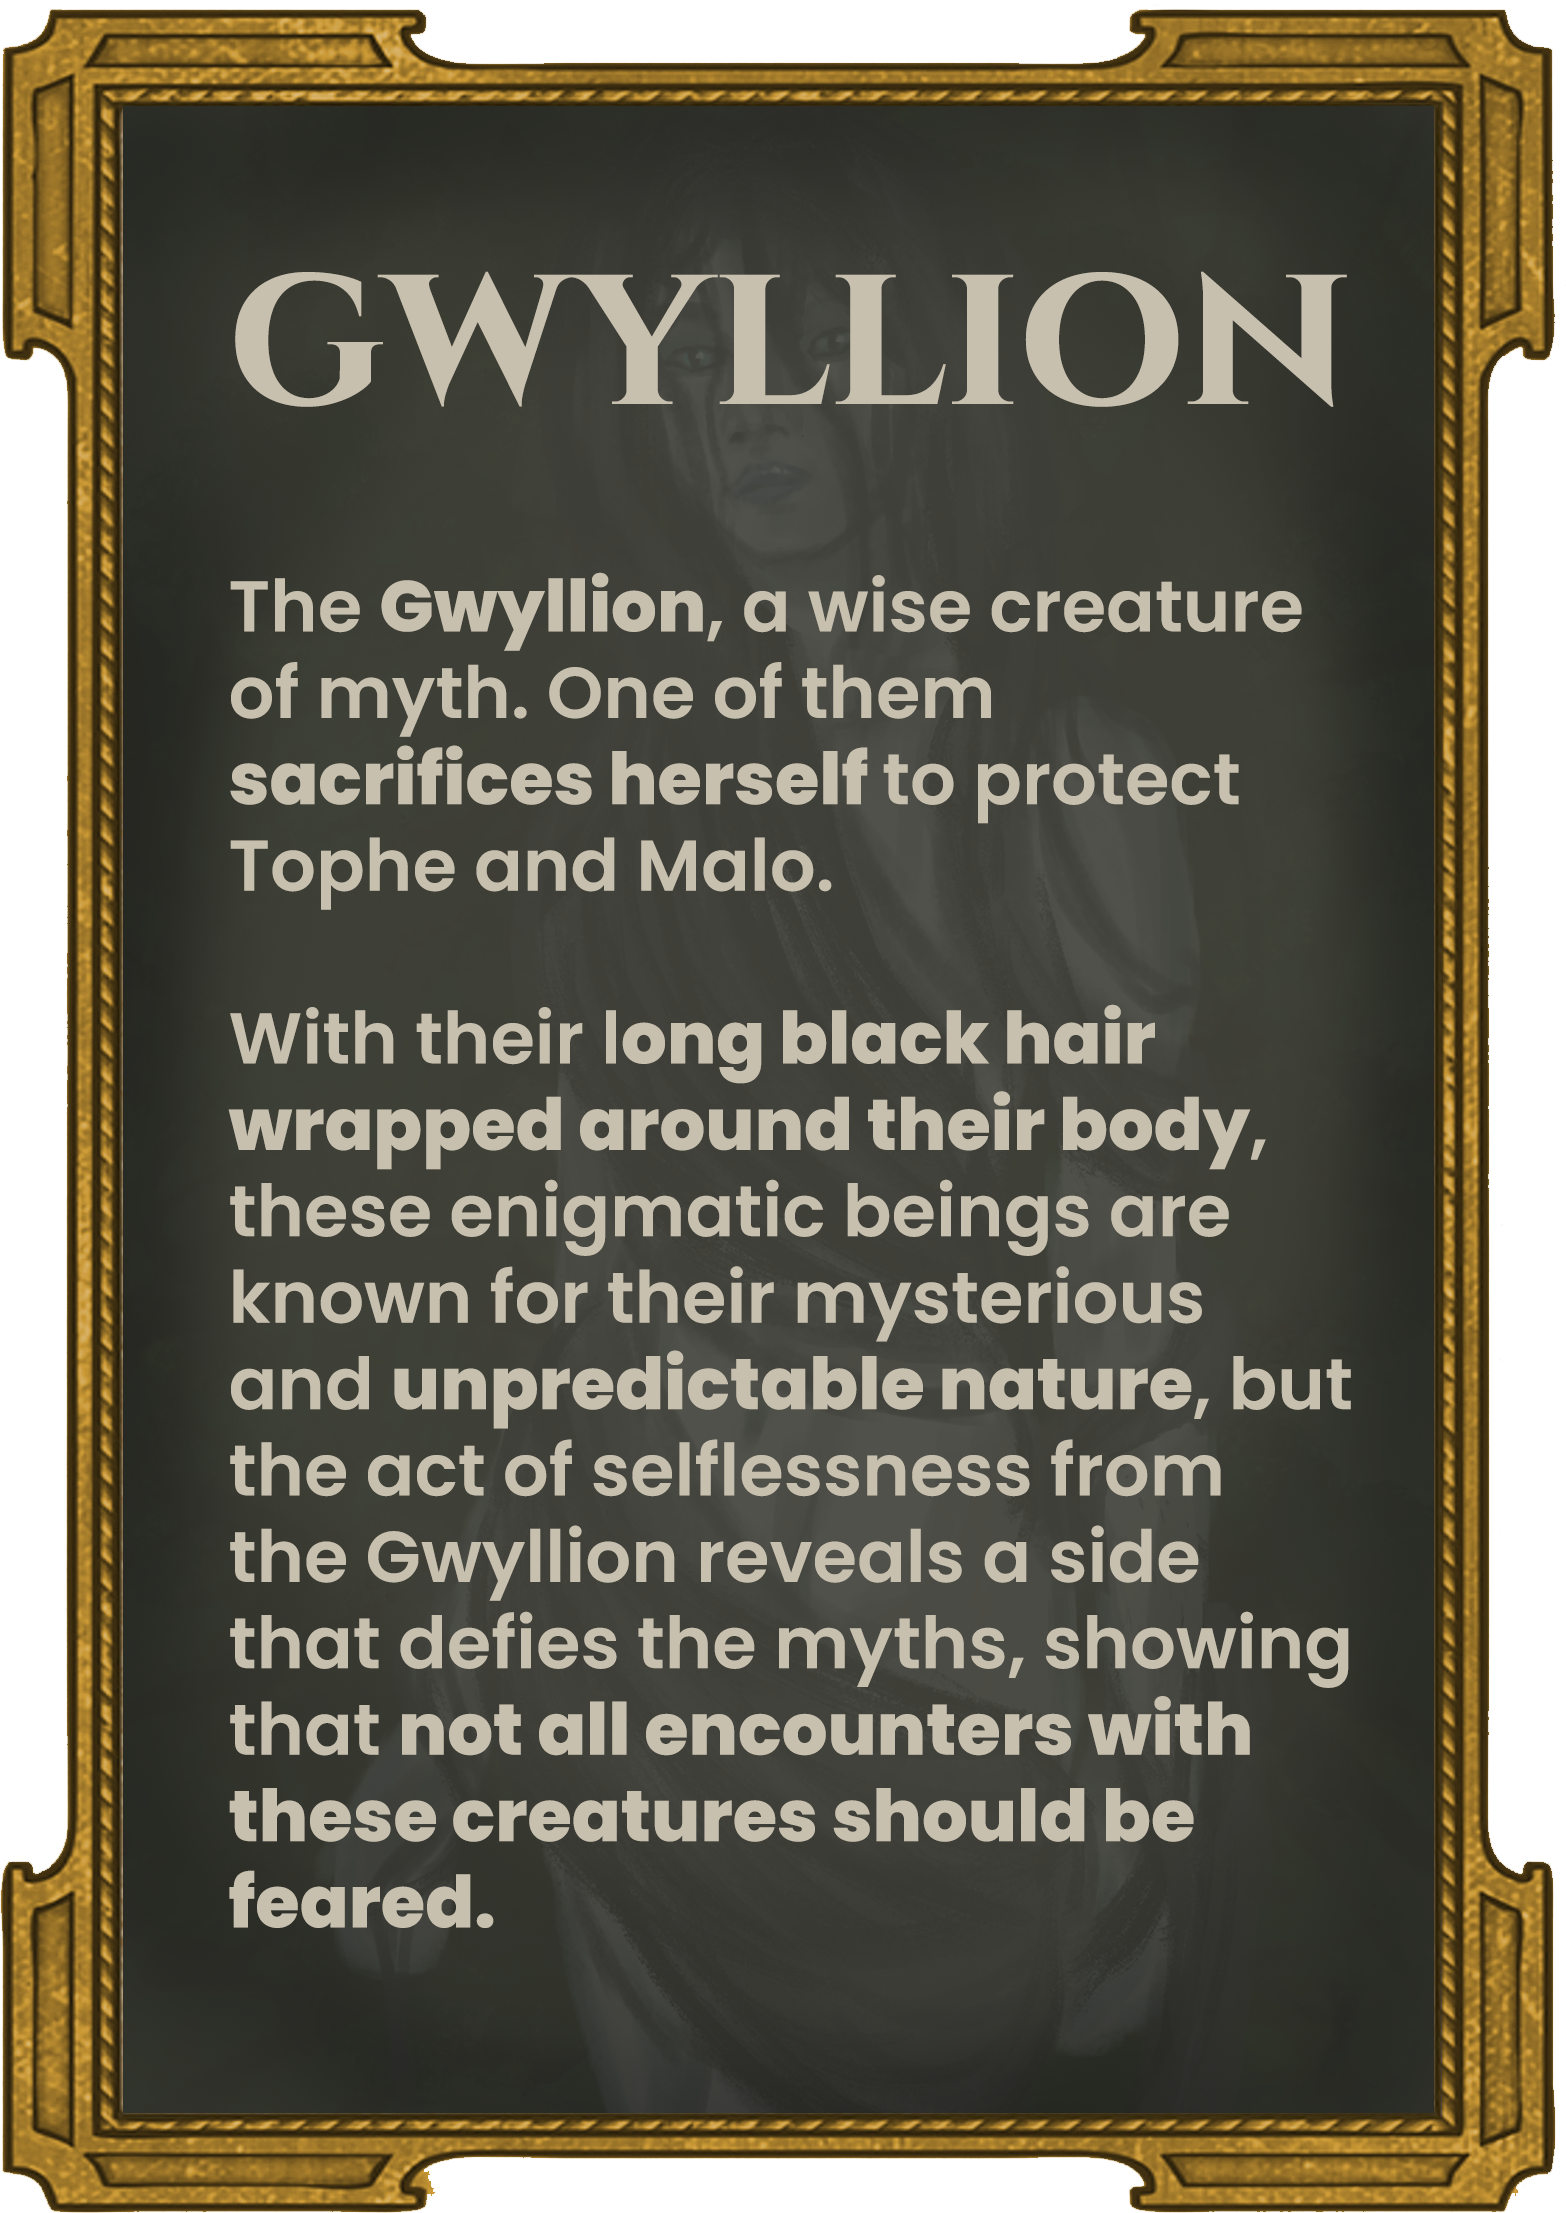 GWYLLION
The Gwyllion, a wise creature
of myth. One of them
sacrifices herself to protect
Tophe and Malo.
With their long black hair
wrapped around their body,
these enigmatic beings are
known for their mysterious
and unpredictable nature, but
the act of selflessness from
the Gwyllion reveals a side
that defies the myths, showing
that not all encounters with
these creatures should be
feared.